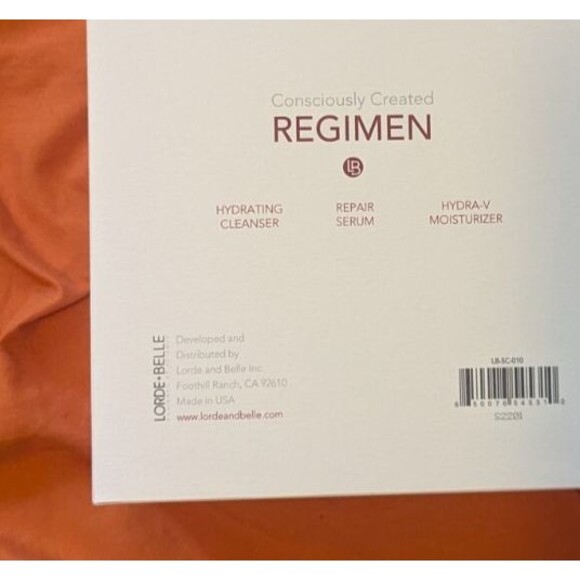 Consciously Created
REGIMEN
LB
HYDRATING
CLEANSER
REPAIR
SERUM
HYDRA-V
MOISTURIZER
LORDE+BELLE
Developed and
Distributed by
Lorde and Belle Inc.
Foothill Ranch, CA 92610
Made in USA
www.lordeandbelle.com
LB-SC-010
S2201